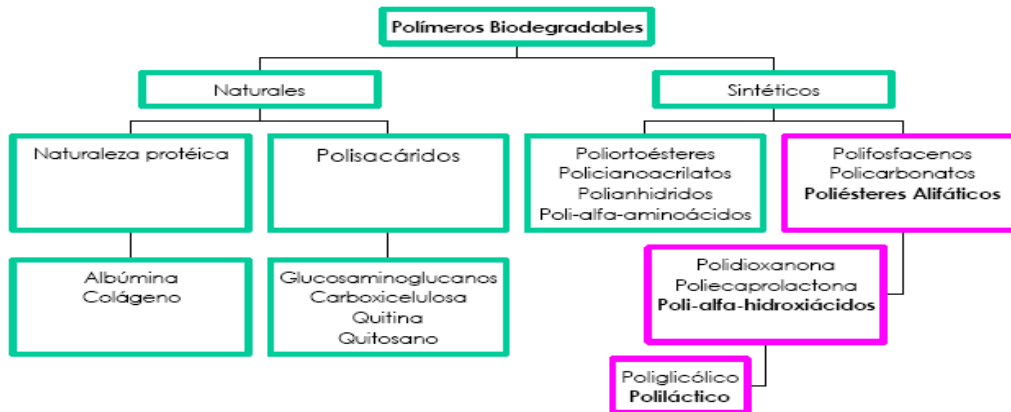 Polímeros Biodegradables
Naturales
Sintéticos
Naturaleza protéica
Polisacáridos
Poliortoésteres
Policianoacrilatos
Polianhidridos
Poli-alfa-aminoácidos
Polifosfacenos
Policarbonatos
Poliésteres Alifáticos
Albúmina
Colágeno
Glucosaminoglucanos
Carboxicelulosa
Quitina
Quitosano
Polidioxanona
Poliecaprolactona
Poli-alfa-hidroxiácidos
Poliglicólico
Poliláctico